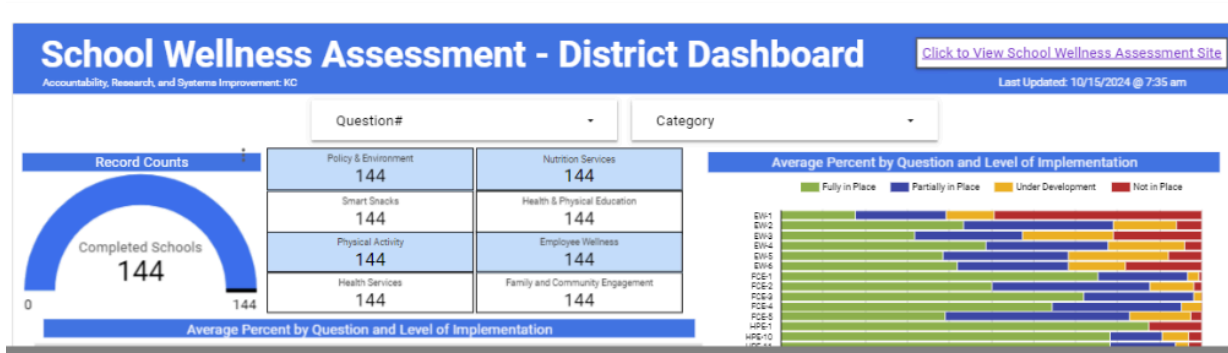 School Wellness Assessment - District Dashboard
Click to View School Wellness Assessment Site
Accountability, Research, and Systems Improvement: KC
Last Updated: 10/15/2024 @ 7:35 am
Question#
Category
Record Counts
Completed Schools
144
0
144
Policy & Environment
144
Nutrition Services
144
Smart Snacks
144
Health & Physical Education
144
Physical Activity
144
Employee Wellness
144
Health Services
144
Family and Community Engagement
144
Average Percent by Question and Level of Implementation
Average Percent by Question and Level of Implementation
Fully in Place
Partially in Place
Under Development
Not in Place
EW-1
EW-2
EW-3
EW-4
EW-5
EW-6
FCE-1
FCE-2
FCE-3
FCE-4
FCE-5
HPE-1
HPE-10